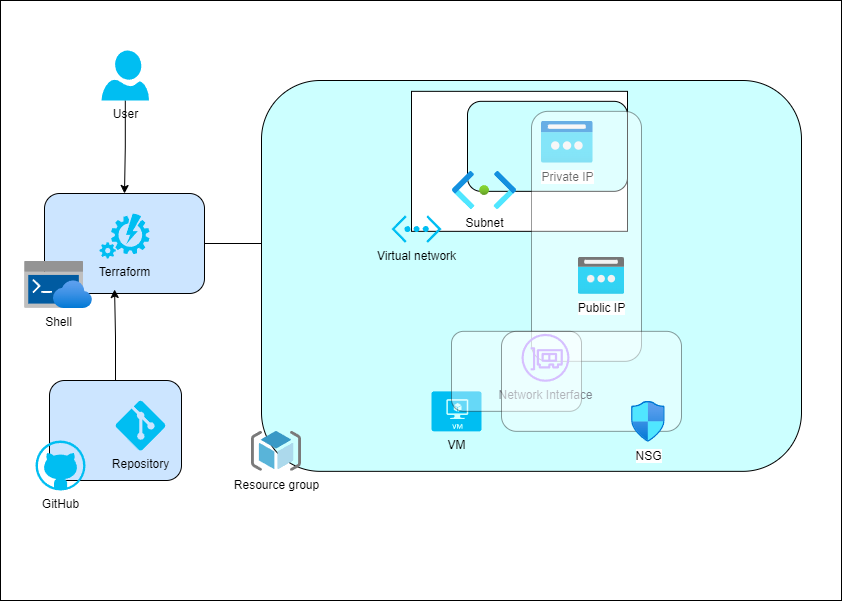 User
Private IP
Subnet
Virtual network
Terraform
>_
Shell
Public IP
Network Interface
VM
VM
NSG
Repository
GitHub
Resource group